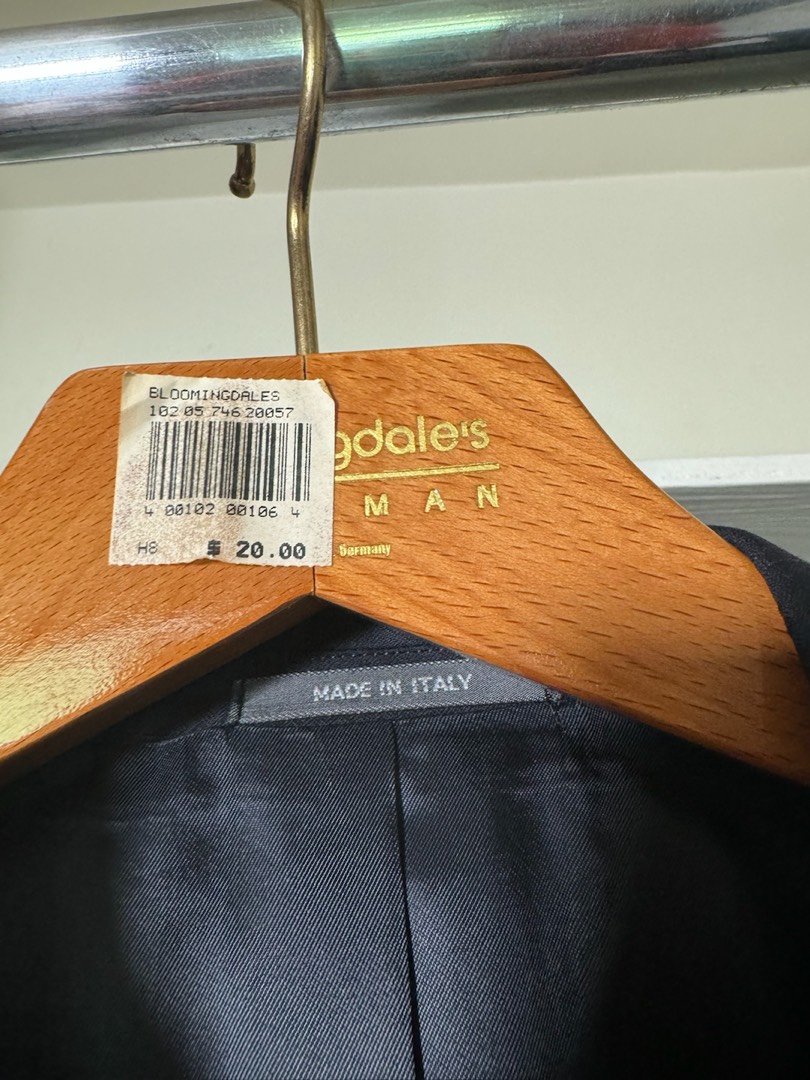 BLOOMINGDALES
102 05 746 20057
4 00102 00106 4
H8 $ 20.00
gdale's
MAN
Germany
MADE IN ITALY